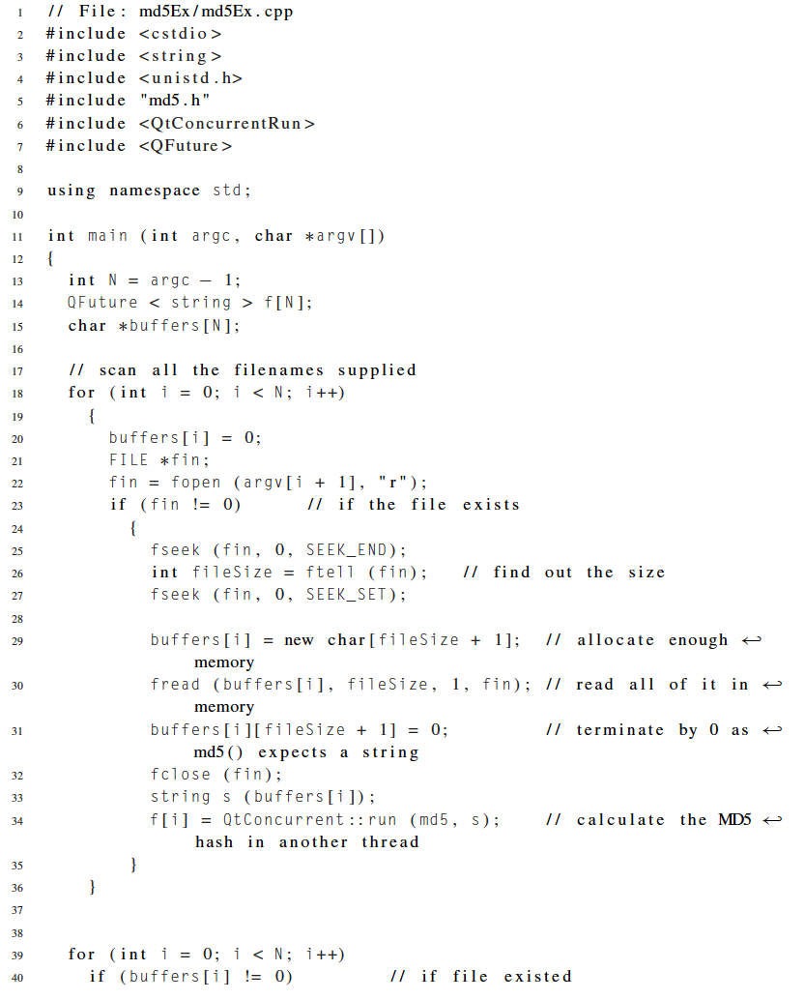 1 // File: md5Ex/md5Ex.cpp
2 #include <cstdio>
3 #include <string>
4 #include <unistd.h>
5 #include "md5.h"
6 #include <QtConcurrentRun>
7 #include <QFuture>
8
9 using namespace std;
10
11 int main (int argc, char *argv[])
12 {
13 int N = argc − 1;
14 QFuture < string > f[N];
15 char *buffers[N];
16
17 // scan all the filenames supplied
18 for (int i = 0; i < N; i++)
19 {
20 buffers[i] = 0;
21 FILE *fin;
22 fin = fopen (argv[i + 1], "r");
23 if (fin != 0) // if the file exists
24 {
25 fseek (fin, 0, SEEK_END);
26 int fileSize = ftell (fin); // find out the size
27 fseek (fin, 0, SEEK_SET);
28
29 buffers[i] = new char[fileSize + 1]; // allocate enough ↩
memory
30 fread (buffers[i], fileSize, 1, fin); // read all of it in ↩
memory
31 buffers[i][fileSize + 1] = 0; // terminate by 0 as ↩
md5() expects a string
32 fclose (fin);
33 string s (buffers[i]);
34 f[i] = QtConcurrent::run (md5, s); // calculate the MD5 ↩
hash in another thread
35 }
36 }
37
38
39 for (int i = 0; i < N; i++)
40 if (buffers[i] != 0) // if file existed